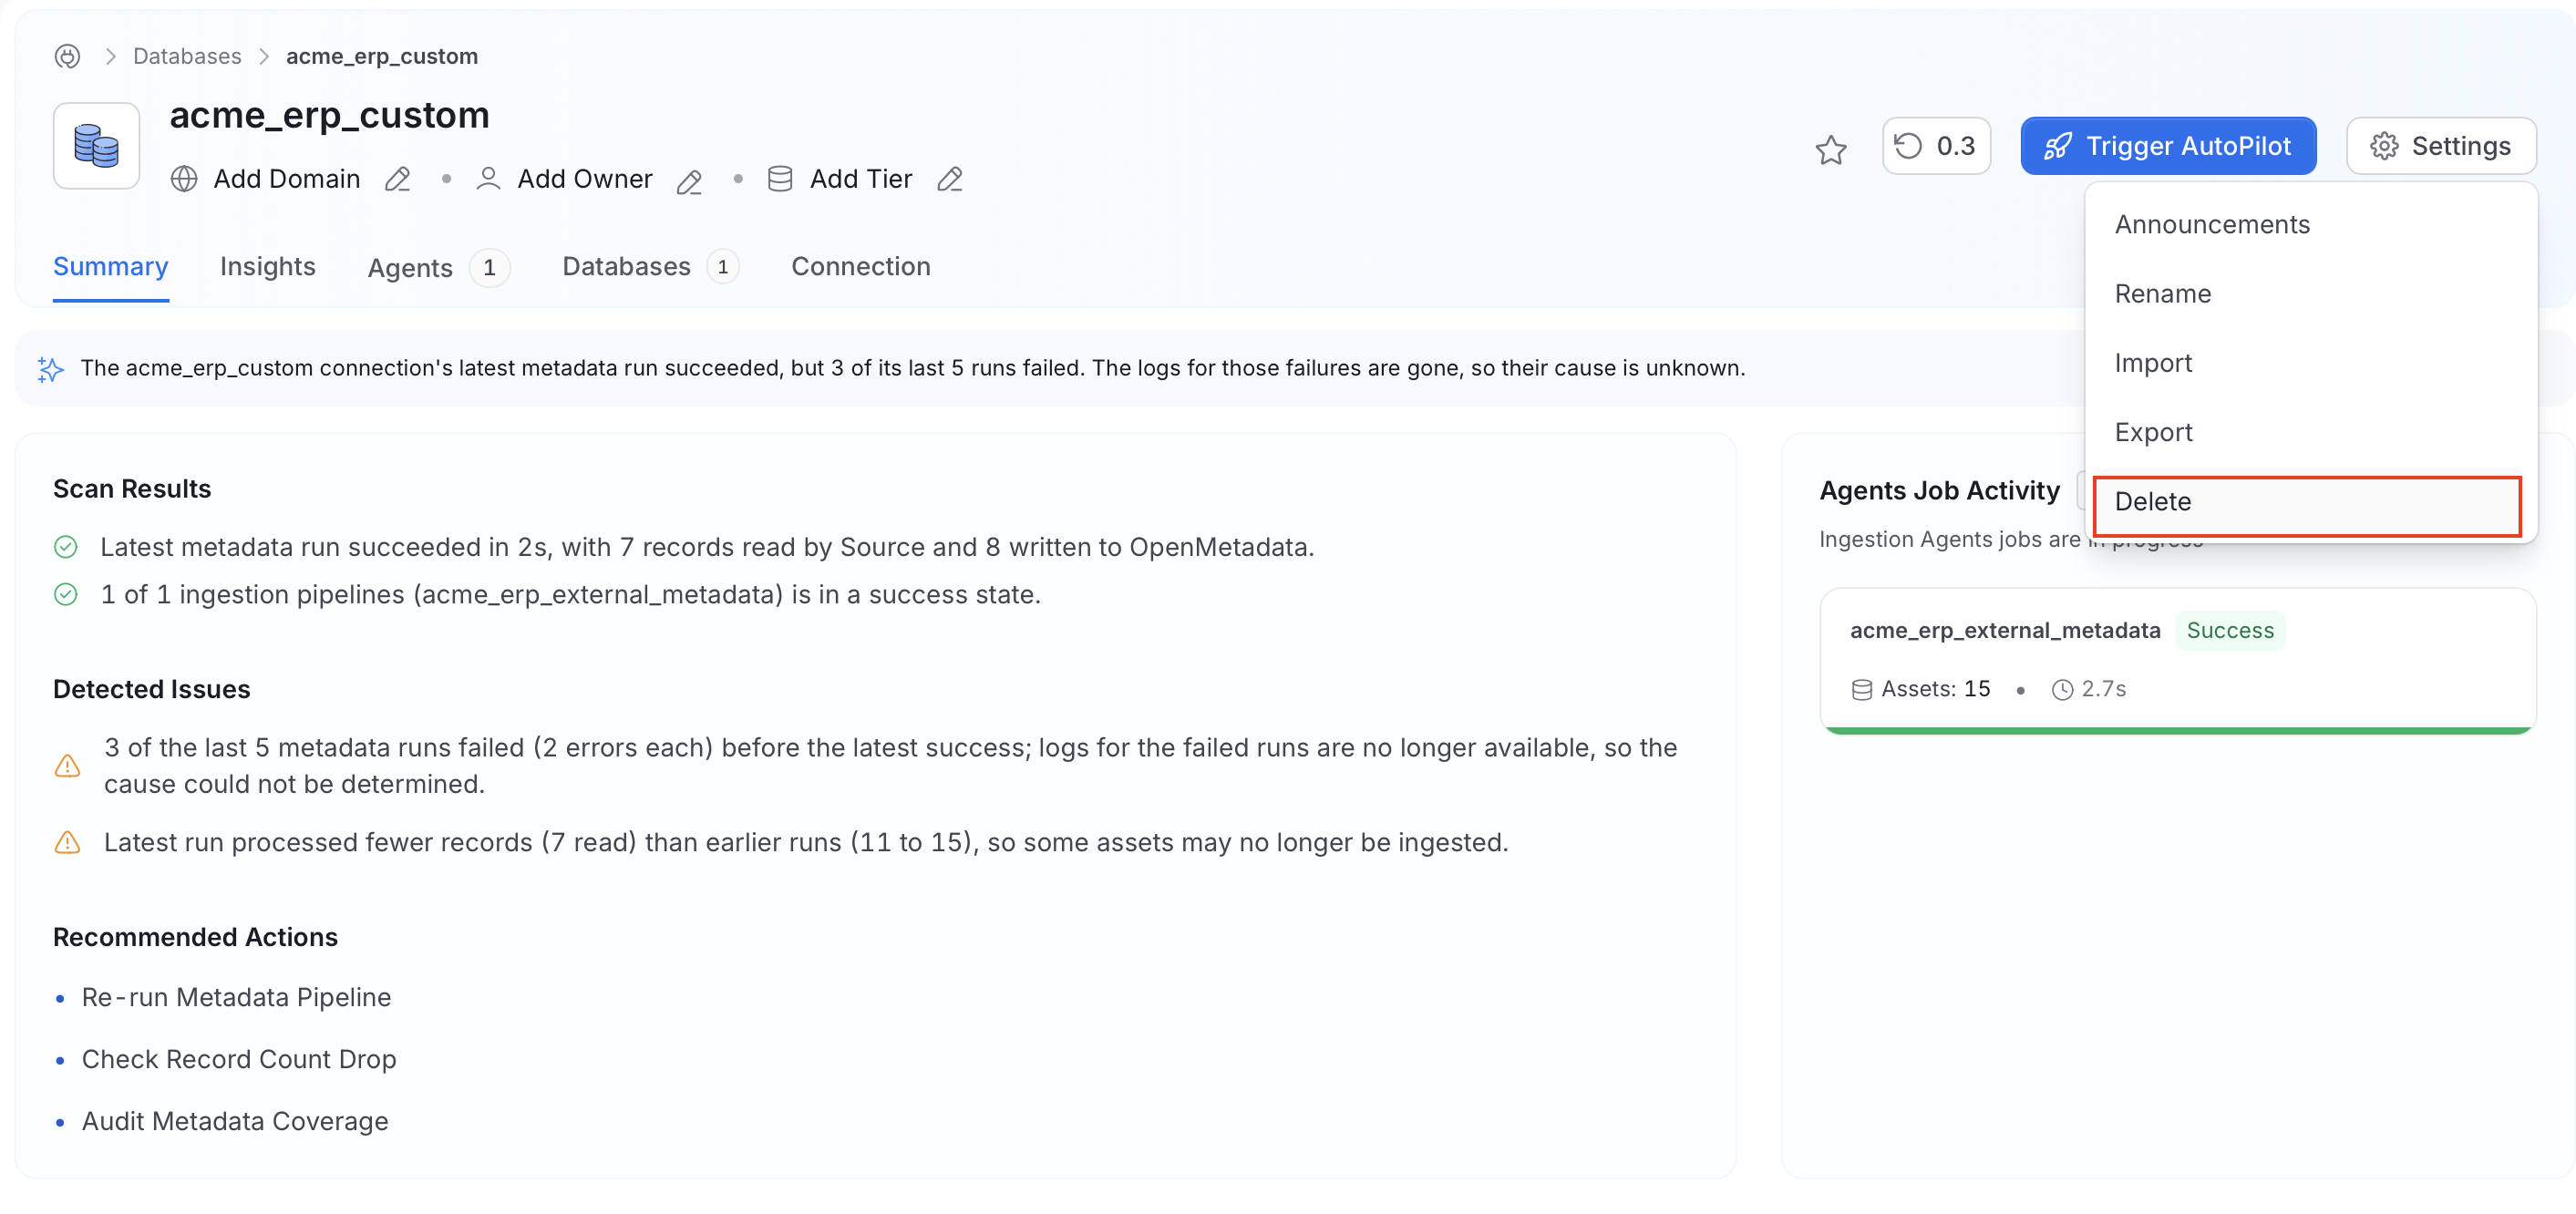 Databases
acme_erp_custom
acme_erp_custom
Add Domain
Add Owner
Add Tier
0.3
Trigger AutoPilot
Settings
Announcements
Rename
Import
Export
Delete
Summary
Insights
Agents 1
Databases 1
Connection
The acme_erp_custom connection's latest metadata run succeeded, but 3 of its last 5 runs failed. The logs for those failures are gone, so their cause is unknown.
Scan Results
Latest metadata run succeeded in 2s, with 7 records read by Source and 8 written to OpenMetadata.
1 of 1 ingestion pipelines (acme_erp_external_metadata) is in a success state.
Detected Issues
3 of the last 5 metadata runs failed (2 errors each) before the latest success; logs for the failed runs are no longer available, so the
cause could not be determined.
Latest run processed fewer records (7 read) than earlier runs (11 to 15), so some assets may no longer be ingested.
Recommended Actions
Re-run Metadata Pipeline
Check Record Count Drop
Audit Metadata Coverage
Agents Job Activity
Ingestion Agents jobs are in progress
acme_erp_external_metadata
Success
Assets: 15
2.7s